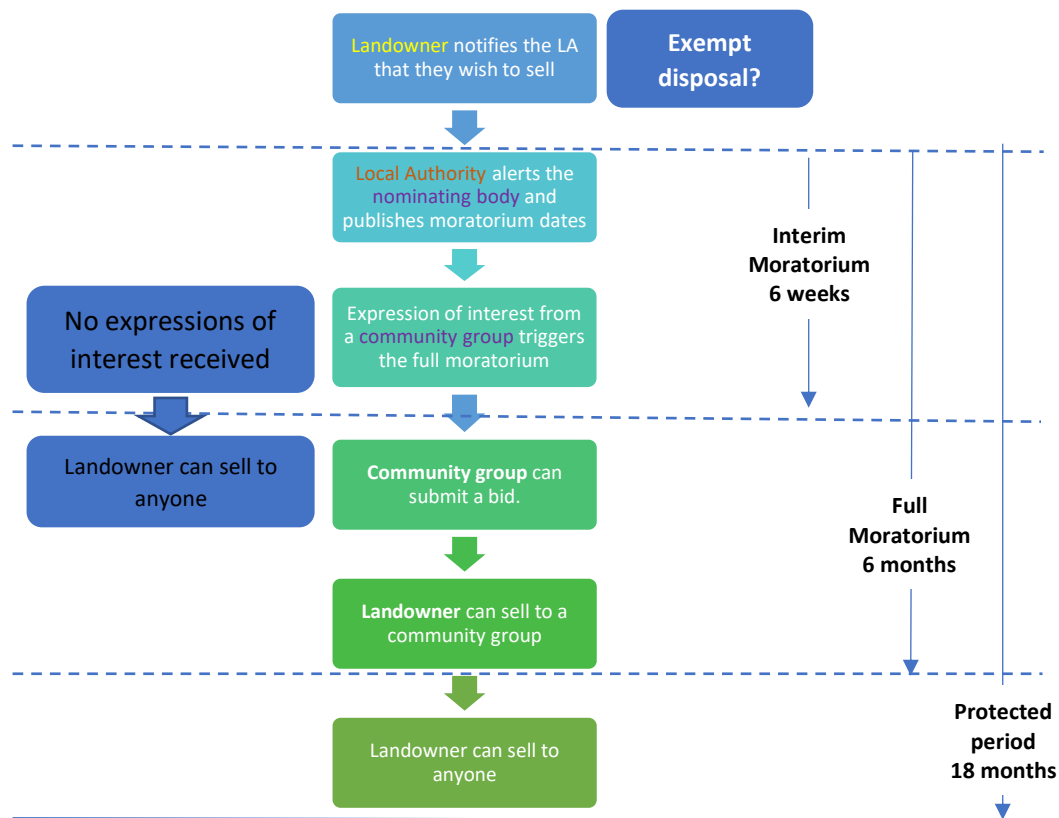 Landowner notifies the LA
that they wish to sell
Exempt
disposal?
Local Authority alerts the
nominating body and
publishes moratorium dates
Interim
Moratorium
6 weeks
No expressions of
interest received
Expression of interest from
a community group triggers
the full moratorium
Landowner can sell to
anyone
Community group can
submit a bid.
Full
Moratorium
6 months
Landowner can sell to a
community group
Landowner can sell to
anyone
Protected
period
18 months